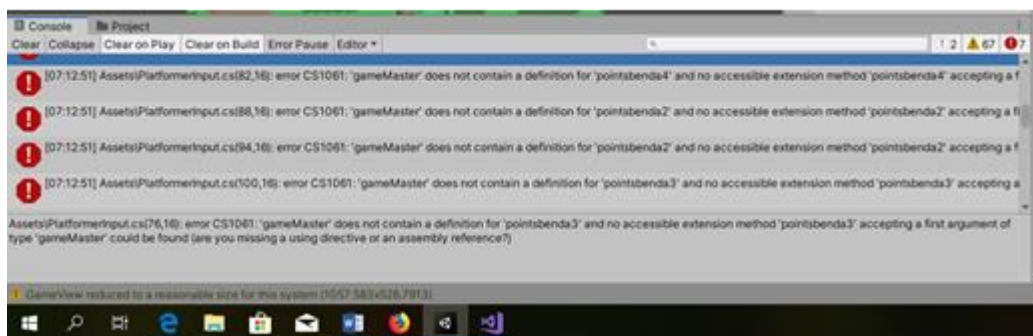 Console Project
Clear Collapse Clear on Play Clear on Build Error Pause Editor 2 67 7
[07:12:51] Assets\PlatformerInput.cs(82,16): error CS1061: 'gameMaster' does not contain a definition for 'pointsbenda4' and no accessible extension method 'pointsbenda4' accepting a f
[07:12:51] Assets\PlatformerInput.cs(88,16): error CS1061: 'gameMaster' does not contain a definition for 'pointsbenda2' and no accessible extension method 'pointsbenda2' accepting a fi
[07:12:51] Assets\PlatformerInput.cs(94,16): error CS1061: 'gameMaster' does not contain a definition for 'pointsbenda2' and no accessible extension method 'pointsbenda2' accepting a f
[07:12:51] Assets\PlatformerInput.cs(100,16): error CS1061: 'gameMaster' does not contain a definition for 'pointsbenda3' and no accessible extension method 'pointsbenda3' accepting a
Assets\PlatformerInput.cs(76,16): error CS1061: 'gameMaster' does not contain a definition for 'pointsbenda3' and no accessible extension method 'pointsbenda3' accepting a first argument of
type 'gameMaster' could be found (are you missing a using directive or an assembly reference?)
GameView reduced to a reasonable size for this system